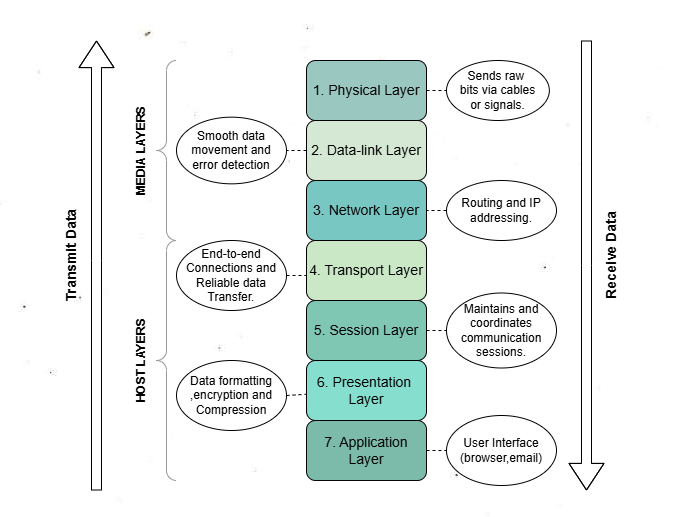 Transmit Data
MEDIA LAYERS
HOST LAYERS
1. Physical Layer
Sends raw
bits via cables
or signals.
Smooth data
movement and
error detection
2. Data-link Layer
3. Network Layer
Routing and IP
addressing.
End-to-end
Connections and
Reliable data
Transfer.
4. Transport Layer
5. Session Layer
Maintains and
coordinates
communication
sessions.
Data formatting
,encryption and
Compression
6. Presentation
Layer
7. Application
Layer
User Interface
(browser,email)
Receive Data